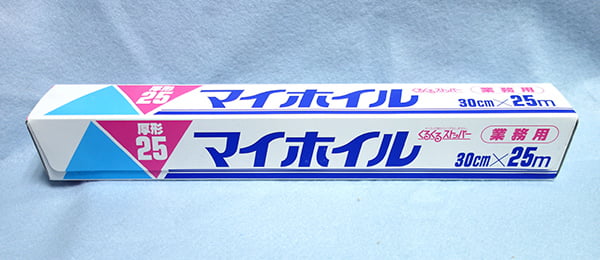 厚形
25
マイホイル
くるくるストッパー
業務用
30cm×25m
厚形
25
マイホイル
くるくるストッパー
業務用
30cm×25m